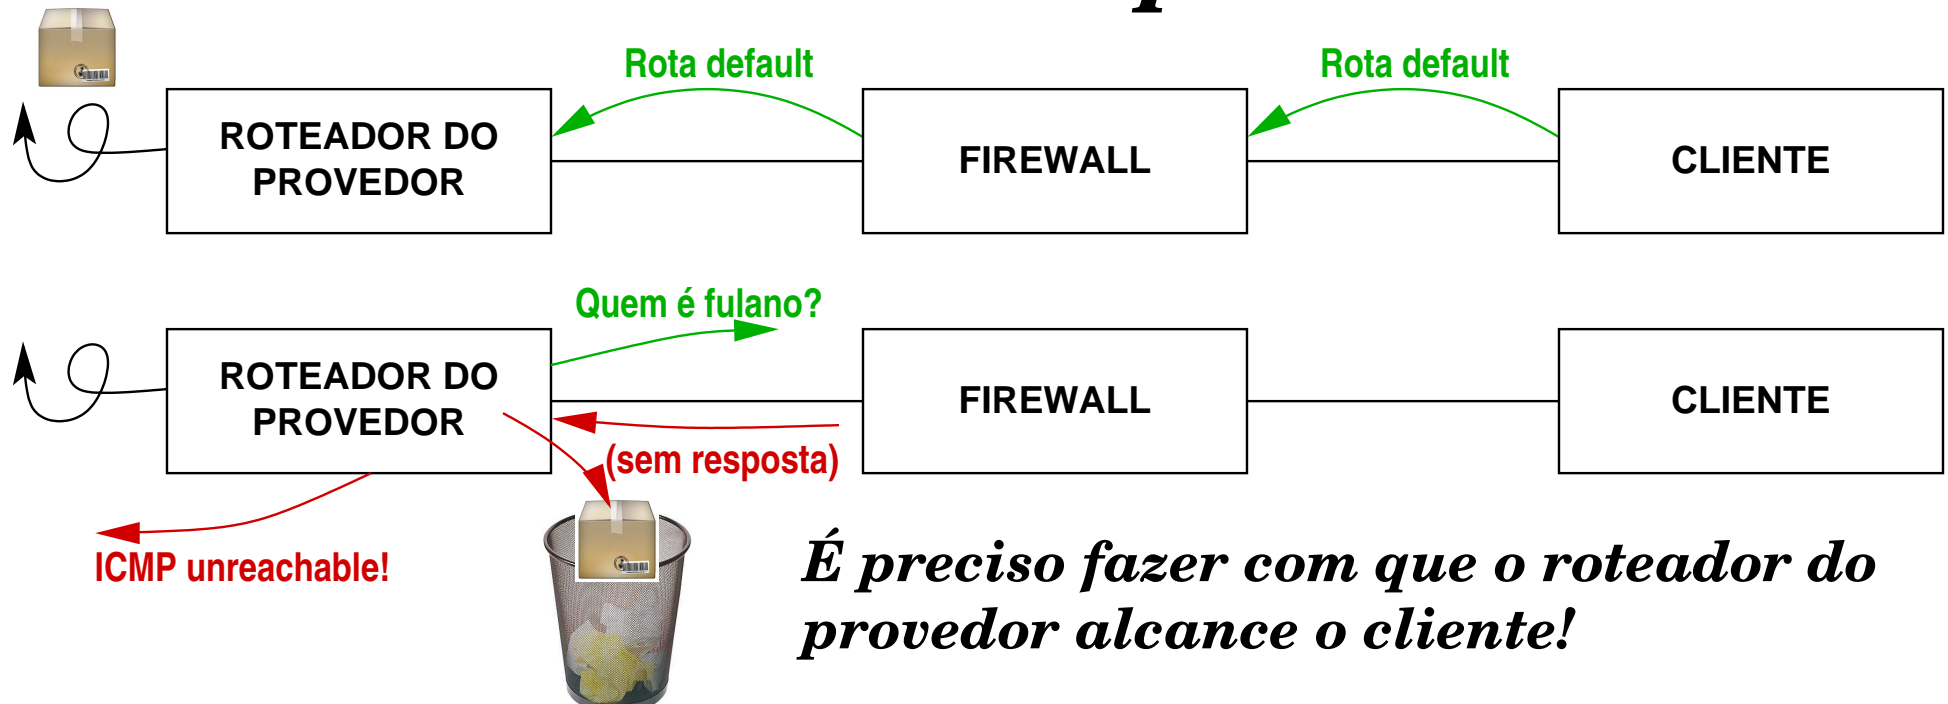 Rota default
Rota default
ROTEADOR DO
PROVEDOR
FIREWALL
CLIENTE
Quem é fulano?
ROTEADOR DO
PROVEDOR
FIREWALL
CLIENTE
(sem resposta)
ICMP unreachable!
É preciso fazer com que o roteador do
provedor alcance o cliente!